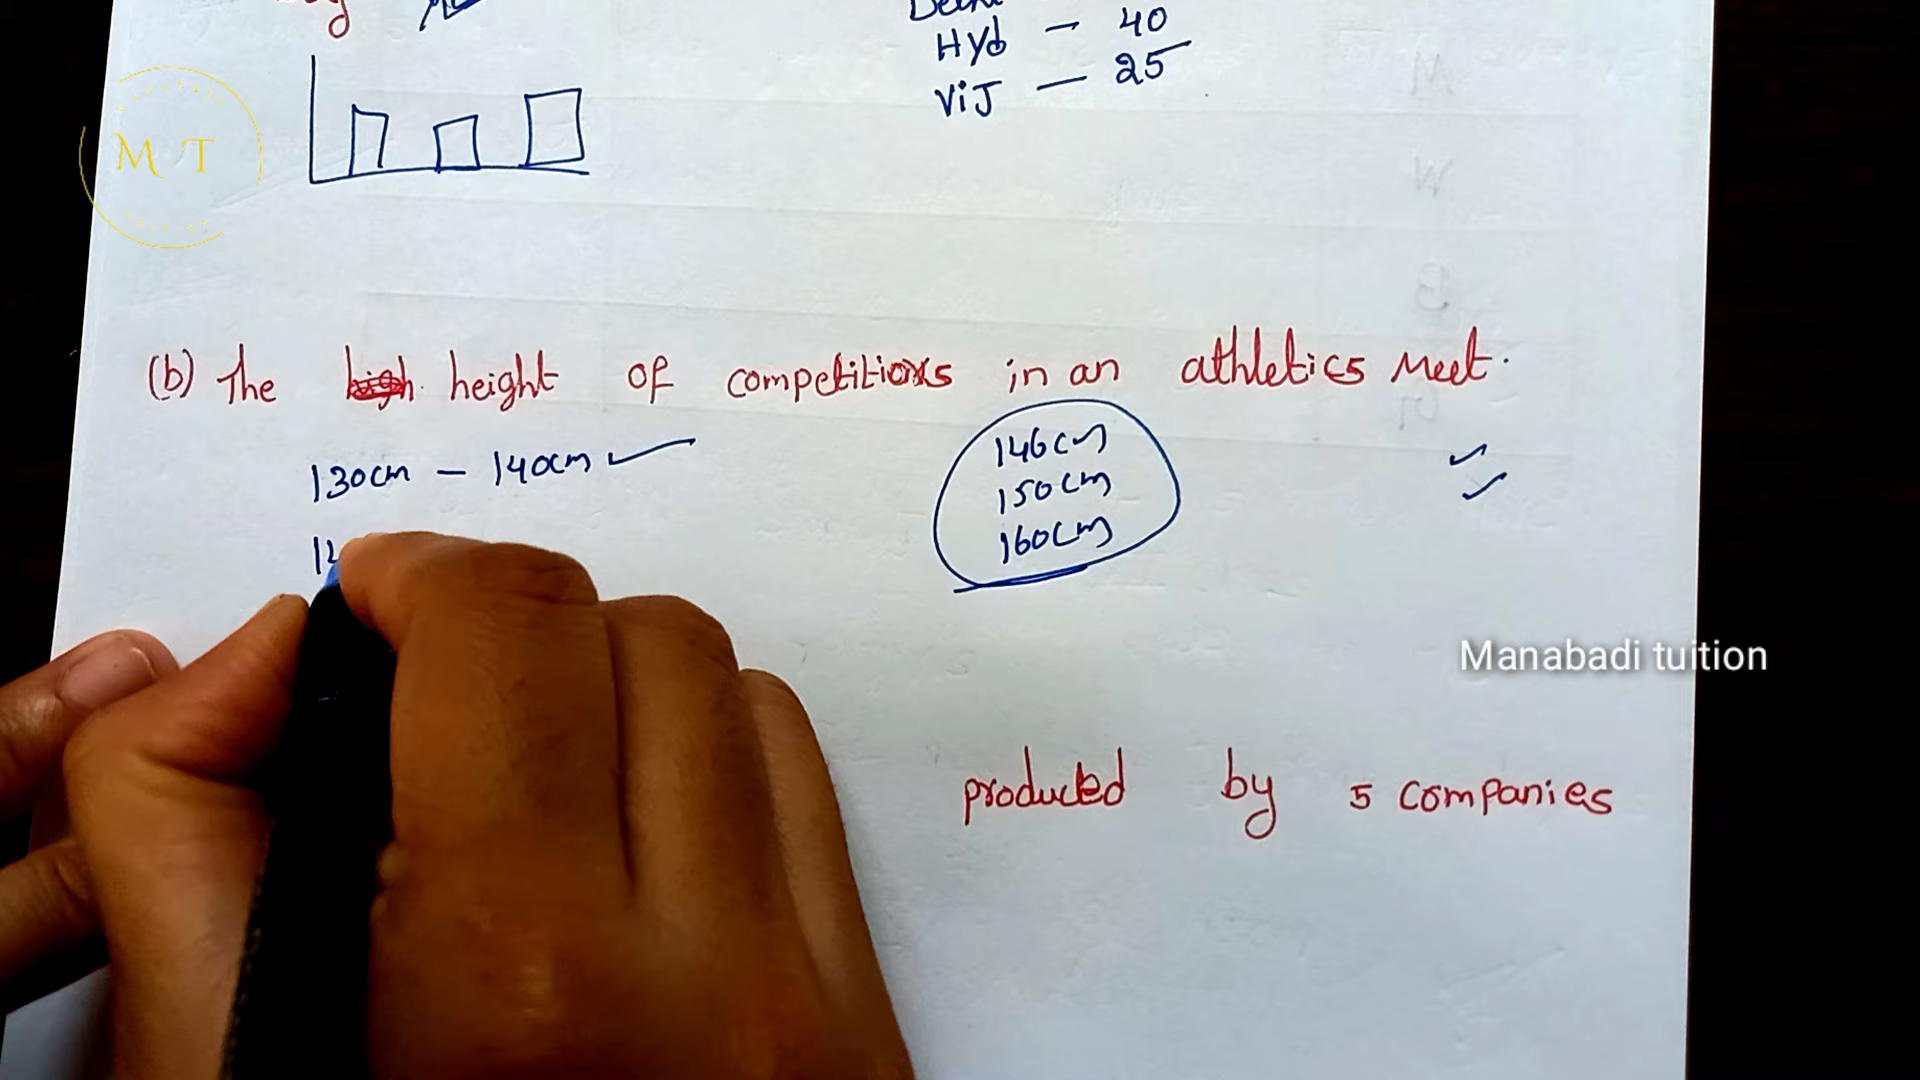 Hyd — 40
ViJ — 25
M T
(b) The height of competitions in an athletics meet.
130cm — 140cm
146cm
150cm
160cm
14
Manabadi tuition
produced by 5 companies